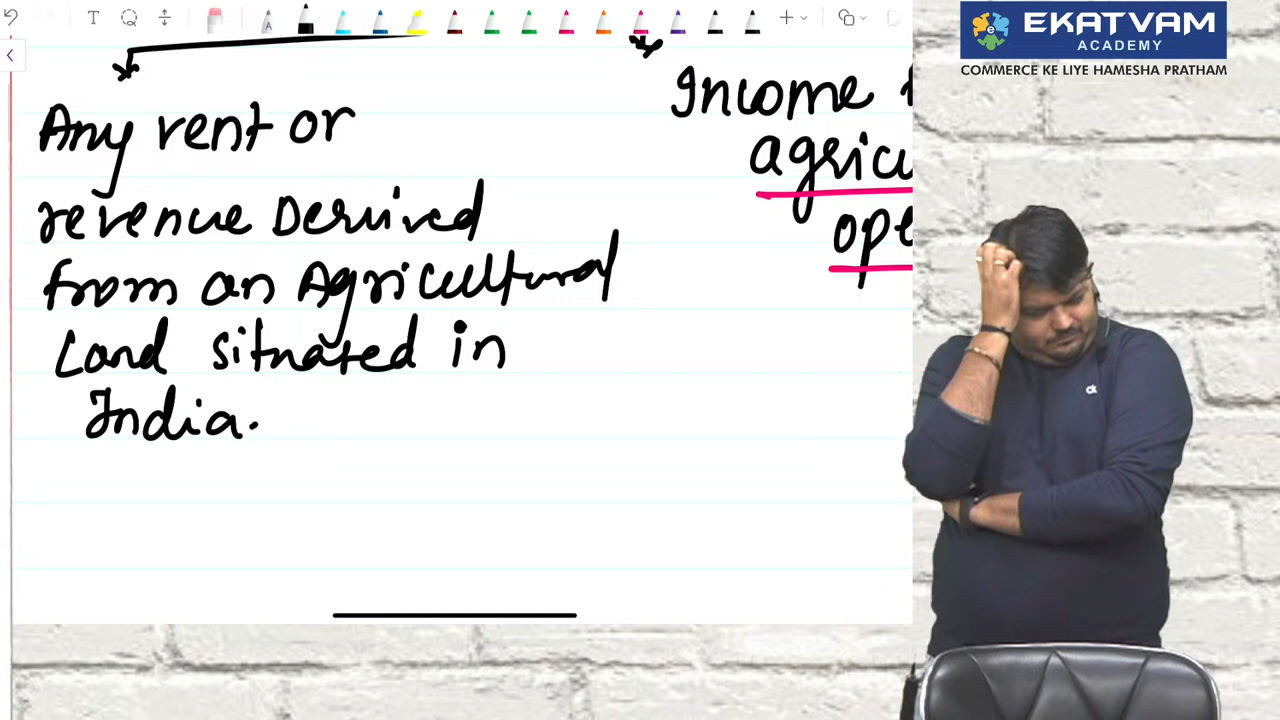 EKATVAM
ACADEMY
COMMERCE KE LIYE HAMESHA PRATHAM
Any rent or
revenue Derived
from an Agricultural
Land situated in
India.
Income
agricu
ope